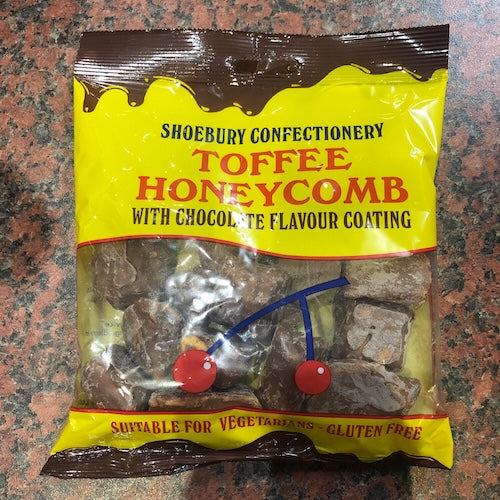 SHOEBURY CONFECTIONERY
TOFFEE
HONEYCOMB
WITH CHOCOLATE FLAVOUR COATING
SUITABLE FOR VEGETARIANS - GLUTEN FREE